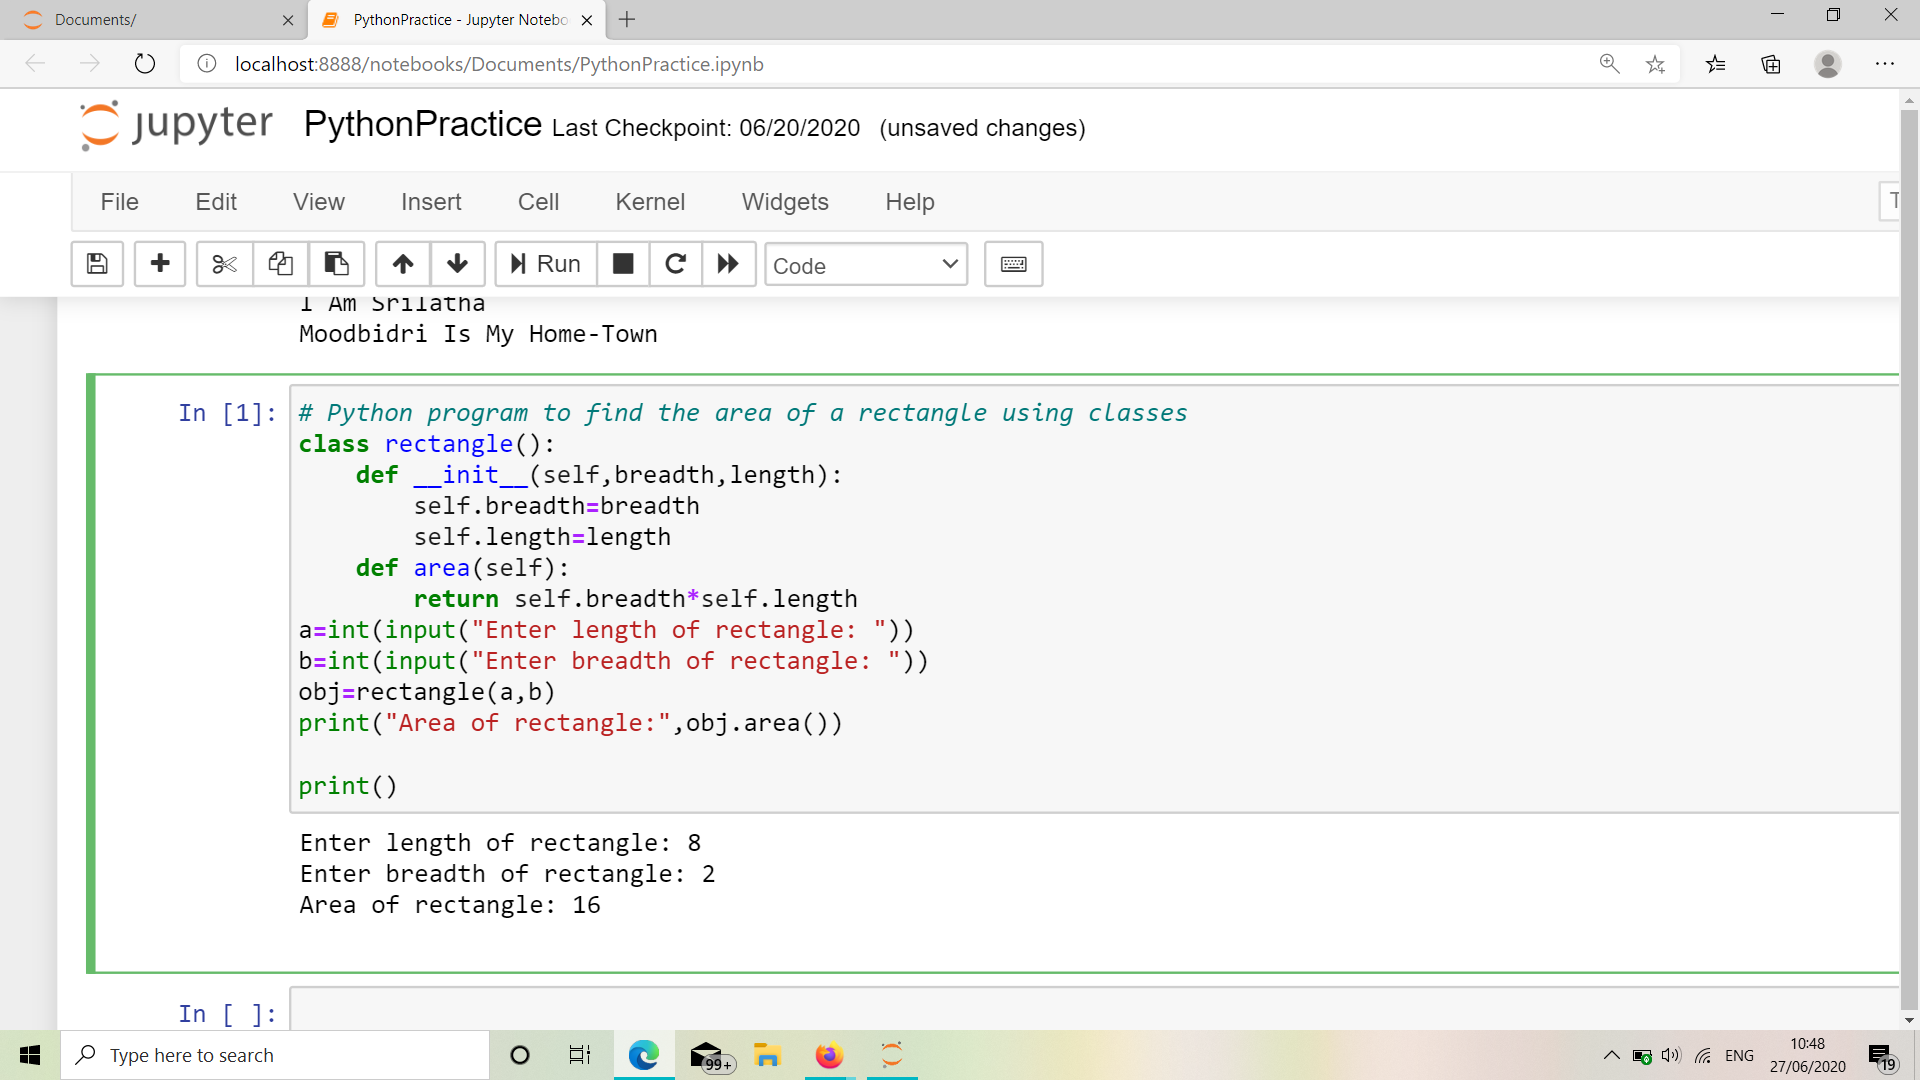 Documents/
PythonPractice - Jupyter Notebo
localhost:8888/notebooks/Documents/PythonPractice.ipynb
jupyter PythonPractice Last Checkpoint: 06/20/2020 (unsaved changes)
File Edit View Insert Cell Kernel Widgets Help
T
Run Code
I Am Srilatha
Moodbidri Is My Home-Town
In [1]:
# Python program to find the area of a rectangle using classes
class rectangle():
    def __init__(self,breadth,length):
        self.breadth=breadth
        self.length=length
    def area(self):
        return self.breadth*self.length
a=int(input("Enter length of rectangle: "))
b=int(input("Enter breadth of rectangle: "))
obj=rectangle(a,b)
print("Area of rectangle:",obj.area())
print()
Enter length of rectangle: 8
Enter breadth of rectangle: 2
Area of rectangle: 16
In [ ]:
Type here to search
99+
ENG
10:48
27/06/2020
19